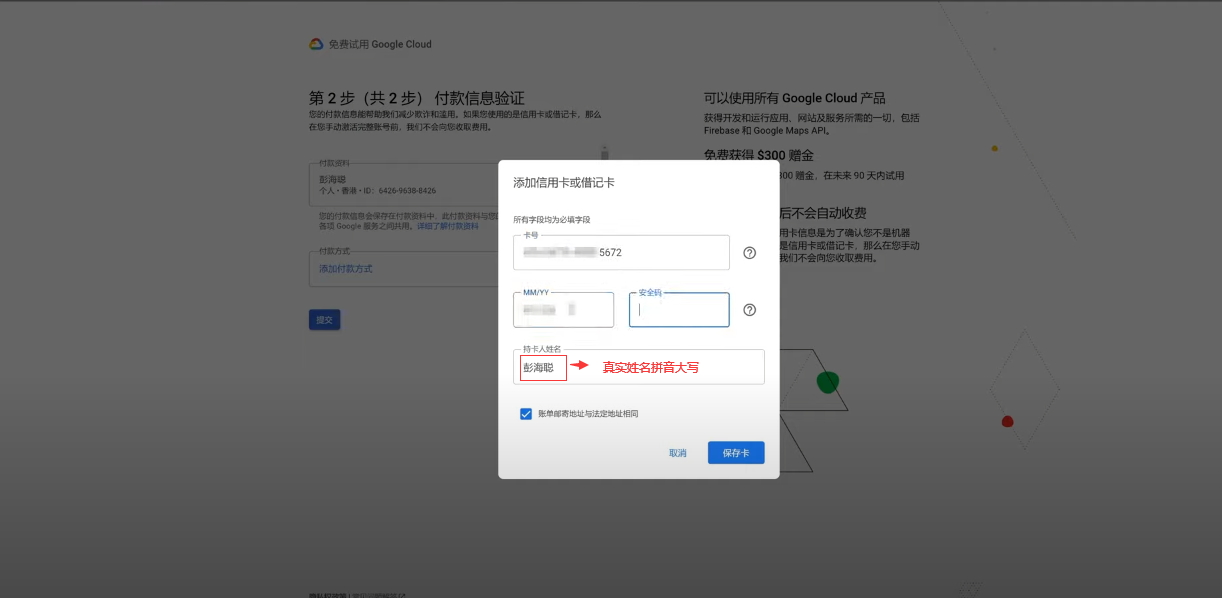 免费试用 Google Cloud
第 2 步（共 2 步） 付款信息验证
您的付款信息能帮助我们减少欺诈和滥用。如果您使用的是信用卡或借记卡，那么
在您手动激活完整账号前，我们不会向您收取费用。
付款资料
彭海聪
个人 • 香港 • ID：6426-9638-8426
您的付款信息会保存在付款资料中，此付款资料与您
各项 Google 服务之间共用。详细了解付款资料
付款方式
添加付款方式
提交
可以使用所有 Google Cloud 产品
获得开发和运行应用、网站及服务所需的一切，包括
Firebase 和 Google Maps API。
免费获得 $300 赠金
300 赠金，在未来 90 天内试用
后不会自动收费
用卡信息是为了确认您不是机器
是信用卡或借记卡，那么在您手动
我们不会向您收取费用。
添加信用卡或借记卡
所有字段均为必填字段
卡号
5672
MM/YY
安全码
持卡人姓名
彭海聪
真实姓名拼音大写
账单邮寄地址与法定地址相同
取消
保存卡